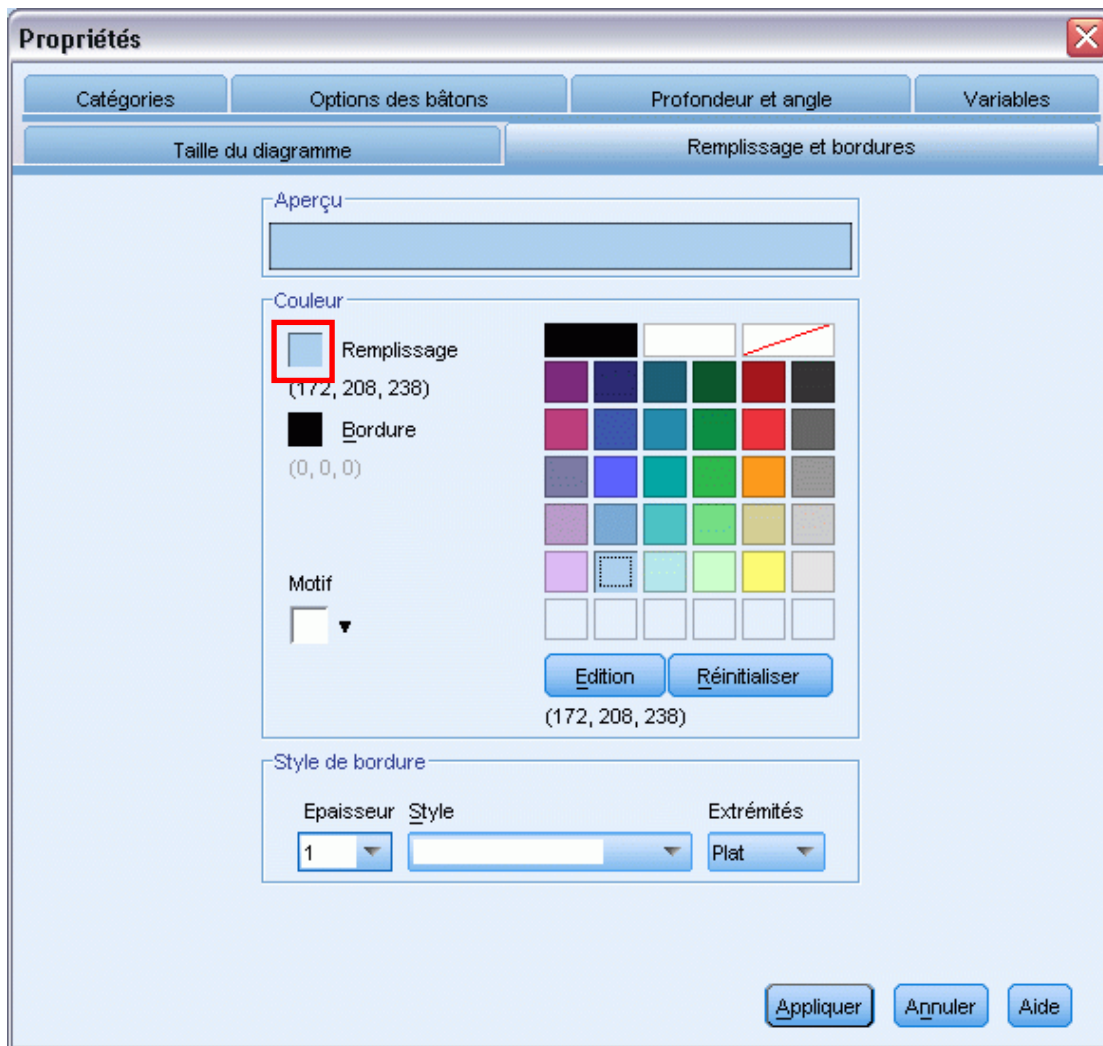 Propriétés
Catégories
Options des bâtons
Profondeur et angle
Variables
Taille du diagramme
Remplissage et bordures
Aperçu
Couleur
Remplissage
(172, 208, 238)
Bordure
(0, 0, 0)
Motif
Edition
Réinitialiser
(172, 208, 238)
Style de bordure
Epaisseur
Style
Extrémités
1
Plat
Appliquer
Annuler
Aide